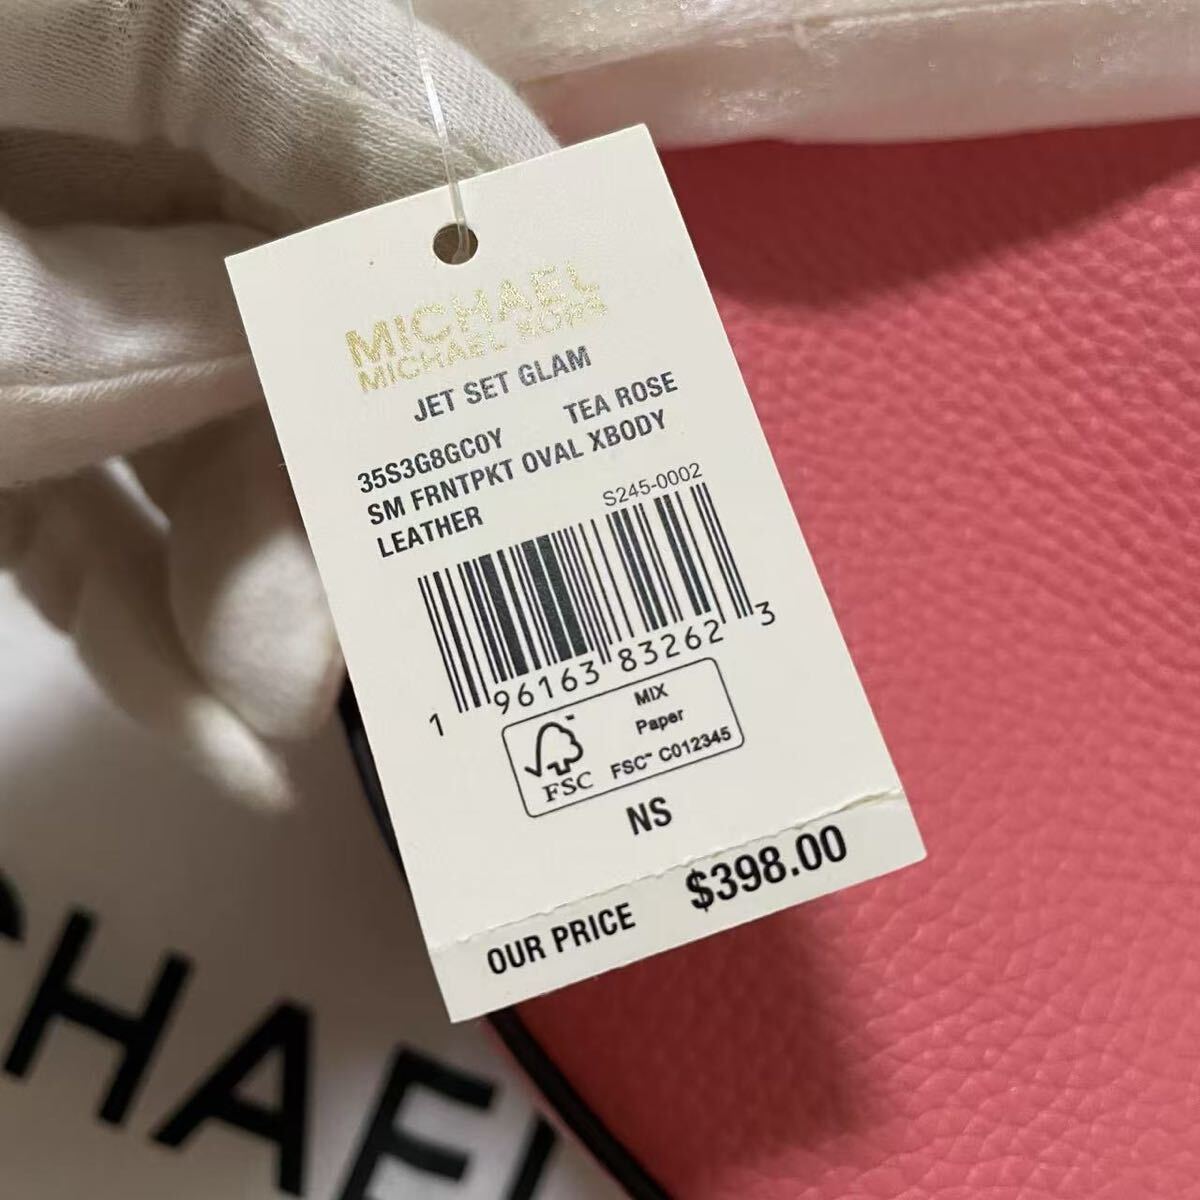 MICHAEL
MICHAEL KORS
JET SET GLAM
35S3G8GC0Y TEA ROSE
SM FRNTPKT OVAL XBODY
LEATHER
S245-0002
1 96163 83262 3
FSC
MIX
Paper
FSC™ C012345
NS
OUR PRICE $398.00
CHAEL